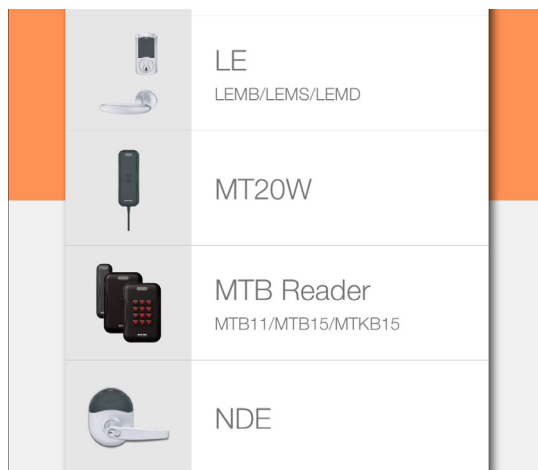 LE
LEMB/LEMS/LEMD
MT20W
MTB Reader
MTB11/MTB15/MTKB15
NDE